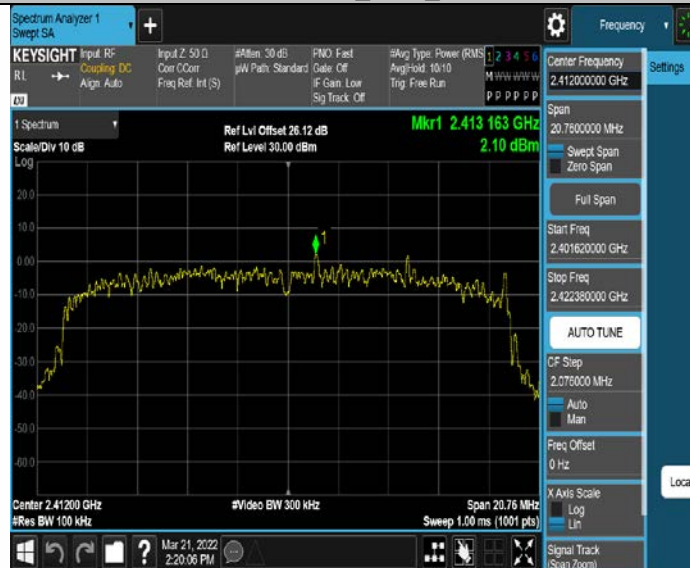 Spectrum Analyzer 1
Swept SA
+
Frequency
KEYSIGHT
RL
Input: RF
Coupling: DC
Align: Auto
Input Z: 50 Ω
Corr CCorr
Freq Ref: Int (S)
#Atten: 30 dB
µW Path: Standard
PNO: Fast
Gate: Off
IF Gain: Low
Sig Track: Off
#Avg Type: Power (RMS)
Avg|Hold: 10/10
Trig: Free Run
1 2 3 4 5 6
M W W W W W
P P P P P P
1 Spectrum
Scale/Div 10 dB
Log
Ref Lvl Offset 26.12 dB
Ref Level 30.00 dBm
Mkr1 2.413 163 GHz
2.10 dBm
20.0
10.0
0.00
-10.0
-20.0
-30.0
-40.0
-50.0
-60.0
1
Center 2.41200 GHz
#Res BW 100 kHz
#Video BW 300 kHz
Span 20.76 MHz
Sweep 1.00 ms (1001 pts)
?
Mar 21, 2022
2:20:06 PM
Center Frequency
2.412000000 GHz
Settings
Span
20.7600000 MHz
Swept Span
Zero Span
Full Span
Start Freq
2.401620000 GHz
Stop Freq
2.422380000 GHz
AUTO TUNE
CF Step
2.076000 MHz
Auto
Man
Freq Offset
0 Hz
X Axis Scale
Log
Lin
Loca
Signal Track
(Span Zoom)